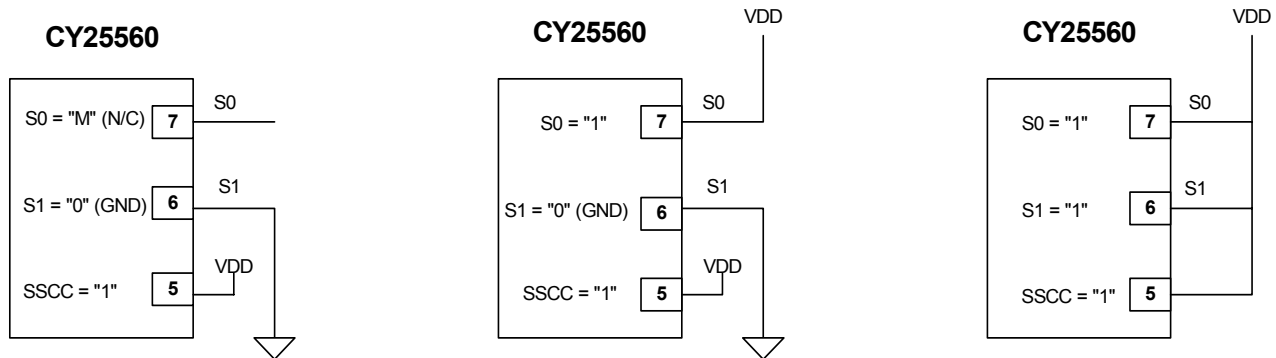 CY25560
S0 = "M" (N/C)
7
S0
S1 = "0" (GND)
6
S1
VDD
SSCC = "1"
5
VDD
CY25560
S0 = "1"
7
S0
S1 = "0" (GND)
6
S1
VDD
SSCC = "1"
5
VDD
CY25560
S0 = "1"
7
S0
S1 = "1"
6
S1
SSCC = "1"
5